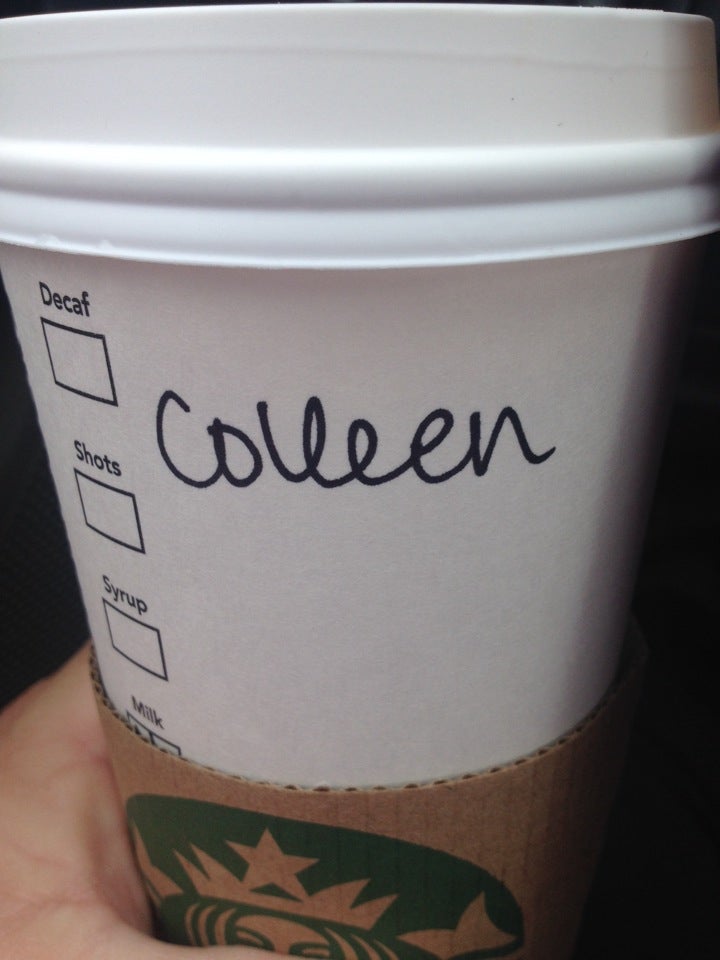 Decaf
Colleen
Shots
Syrup
Milk